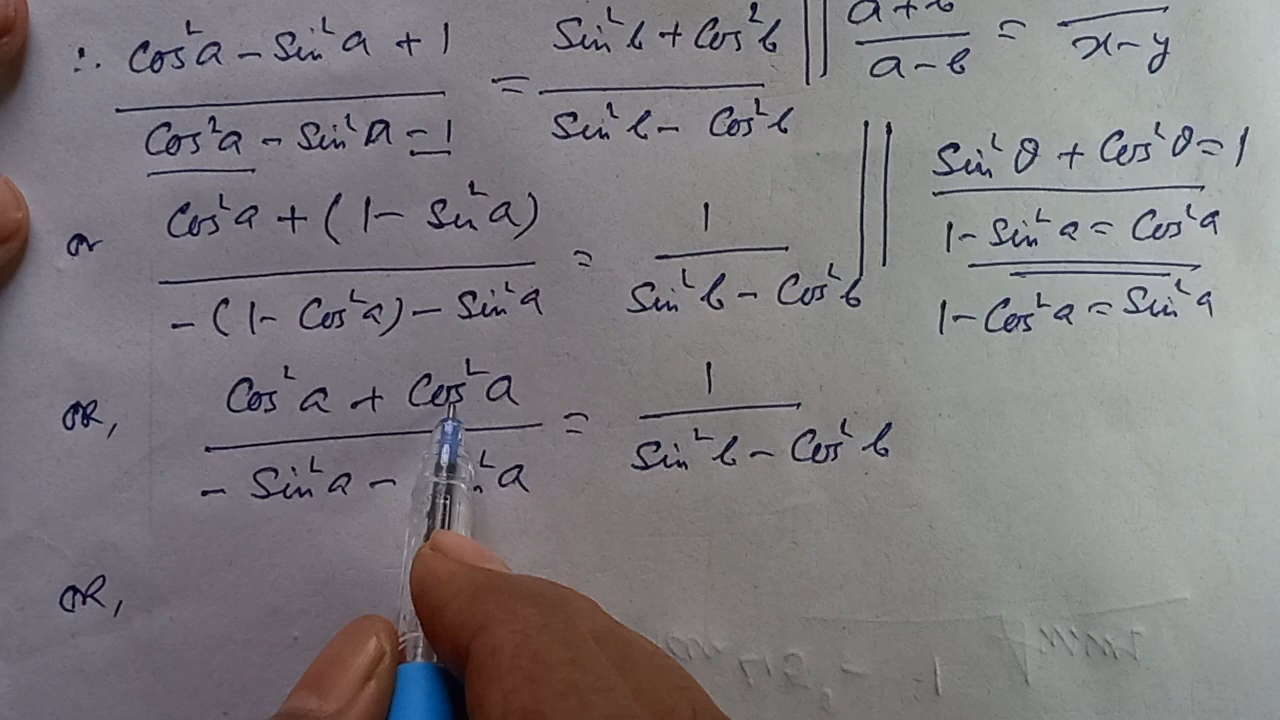 ∴ Cos²a - Sin²a + 1 / Cos²a - Sin²a - 1 = Sin²b + Cos²b / Sin²b - Cos²b
a + b / a - b = / x - y
or Cos²a + (1 - Sin²a) / - (1 - Cos²a) - Sin²a = 1 / Sin²b - Cos²b
Sin²θ + Cos²θ = 1
1 - Sin²a = Cos²a
1 - Cos²a = Sin²a
OR, Cos²a + Cos²a / - Sin²a - ²a = 1 / Sin²b - Cos²b
OR,